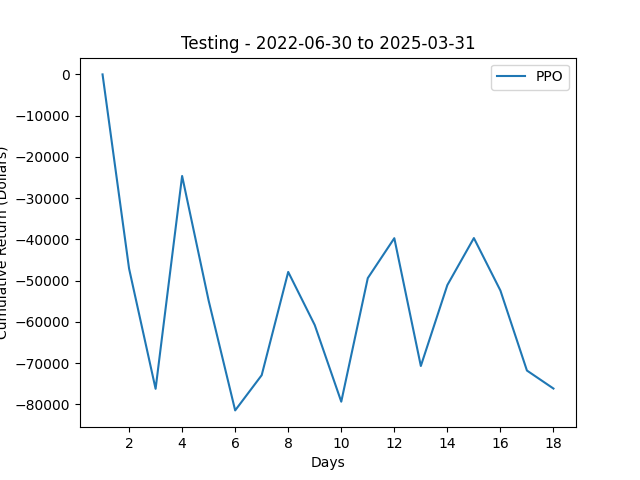 Testing - 2022-06-30 to 2025-03-31
PPO
Cumulative Return (Dollars)
0
−10000
−20000
−30000
−40000
−50000
−60000
−70000
−80000
2 4 6 8 10 12 14 16 18
Days